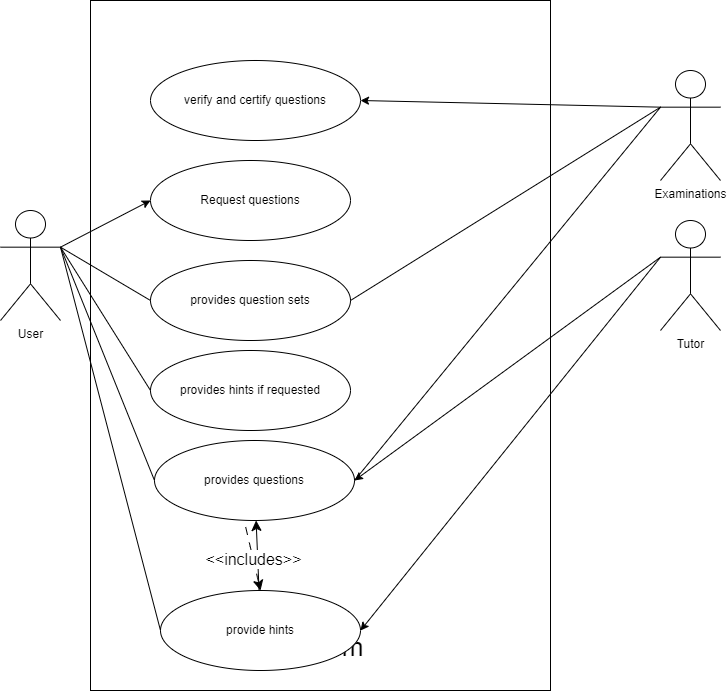 verify and certify questions
Examinations
Request questions
provides question sets
User
Tutor
provides hints if requested
provides questions
<<includes>>
provide hints